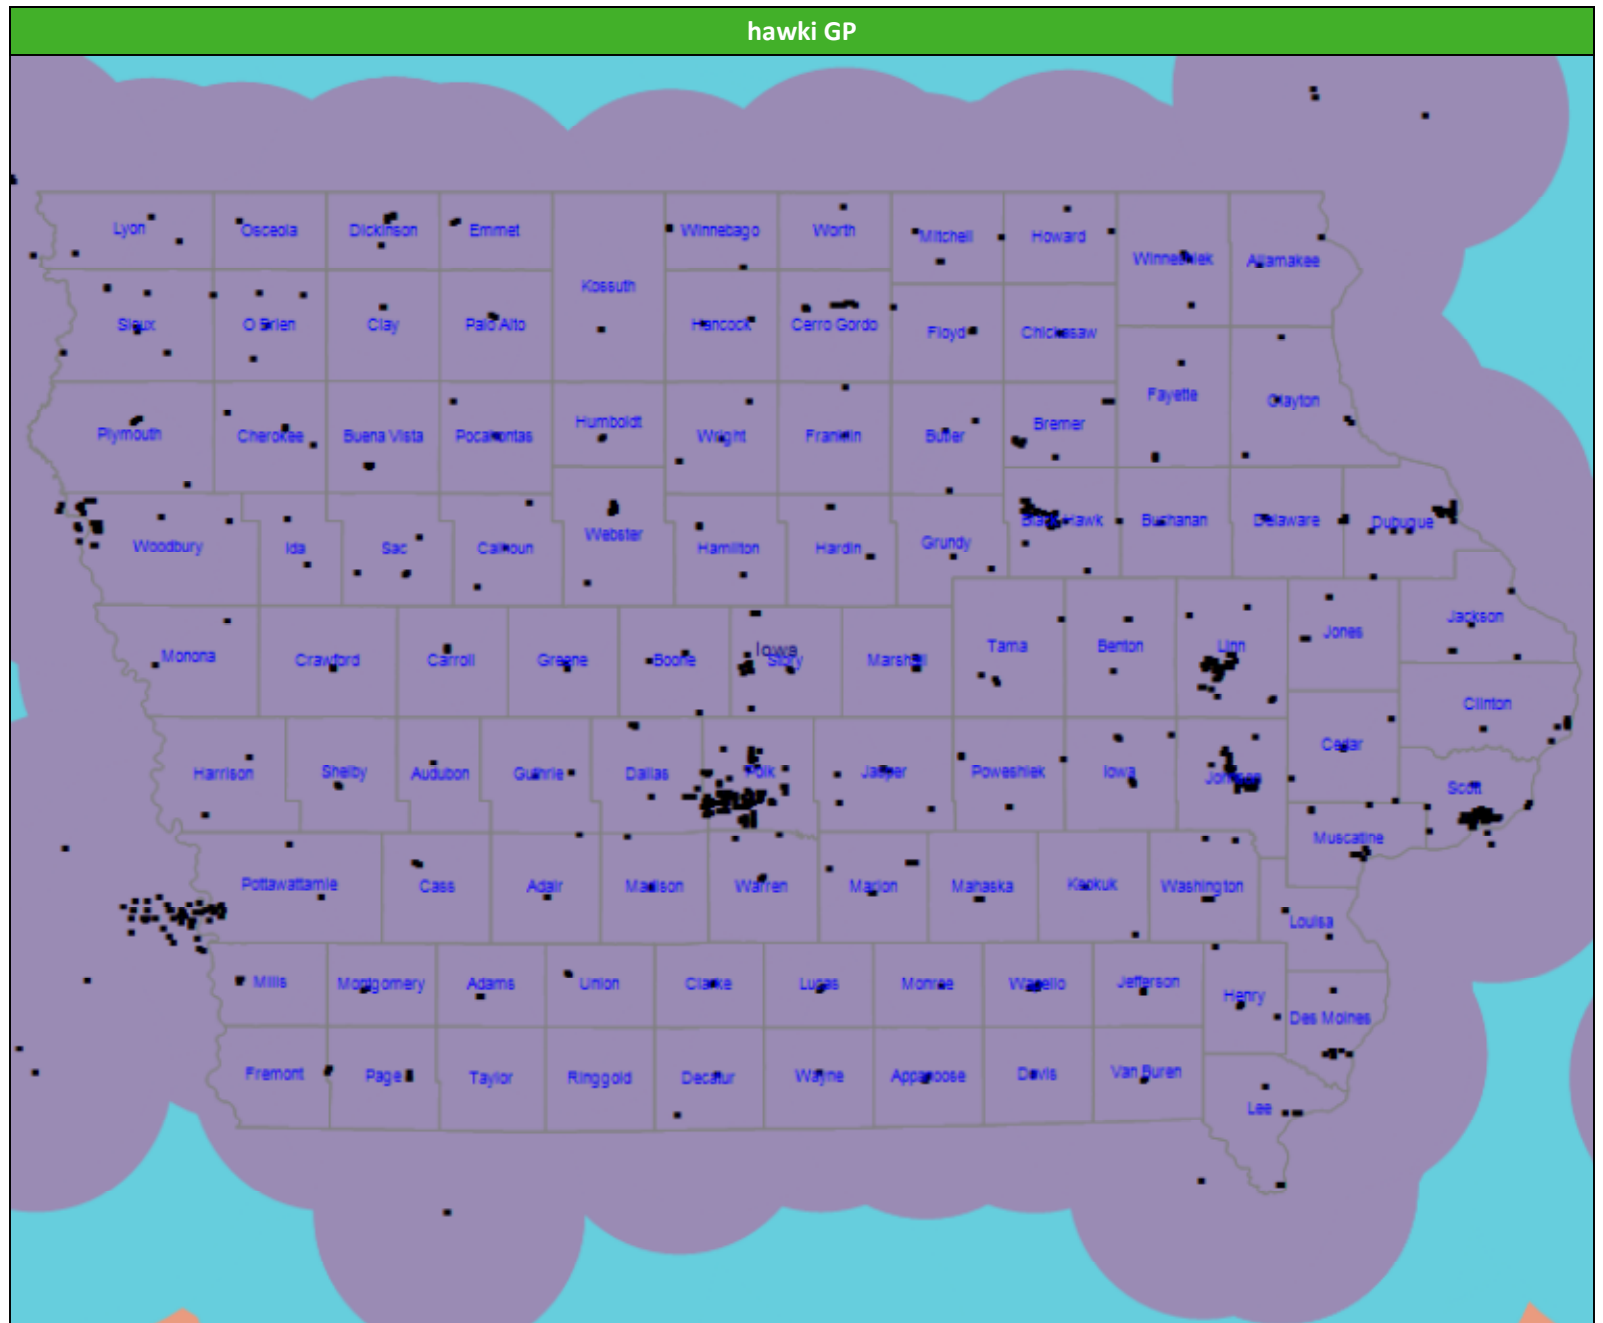 hawki GP
Lyon
Osceola
Dickinson
Emmet
Winnebago
Worth
Mitchell
Howard
Winneshiek
Allamakee
Kossuth
Sioux
O Brien
Clay
Palo Alto
Hancock
Cerro Gordo
Floyd
Chickasaw
Fayette
Clayton
Plymouth
Cherokee
Buena Vista
Pocahontas
Humboldt
Wright
Franklin
Butler
Bremer
Woodbury
Ida
Sac
Calhoun
Webster
Hamilton
Hardin
Grundy
Black Hawk
Buchanan
Delaware
Dubuque
Monona
Crawford
Carroll
Greene
Boone
Iowa
Story
Marshall
Tama
Benton
Linn
Jones
Jackson
Clinton
Harrison
Shelby
Audubon
Guthrie
Dallas
Polk
Jasper
Poweshiek
Iowa
Johnson
Cedar
Scott
Muscatine
Pottawattamie
Cass
Adair
Madison
Warren
Marion
Mahaska
Keokuk
Washington
Louisa
Mills
Montgomery
Adams
Union
Clarke
Lucas
Monroe
Wapello
Jefferson
Henry
Des Moines
Fremont
Page
Taylor
Ringgold
Decatur
Wayne
Appanoose
Davis
Van Buren
Lee